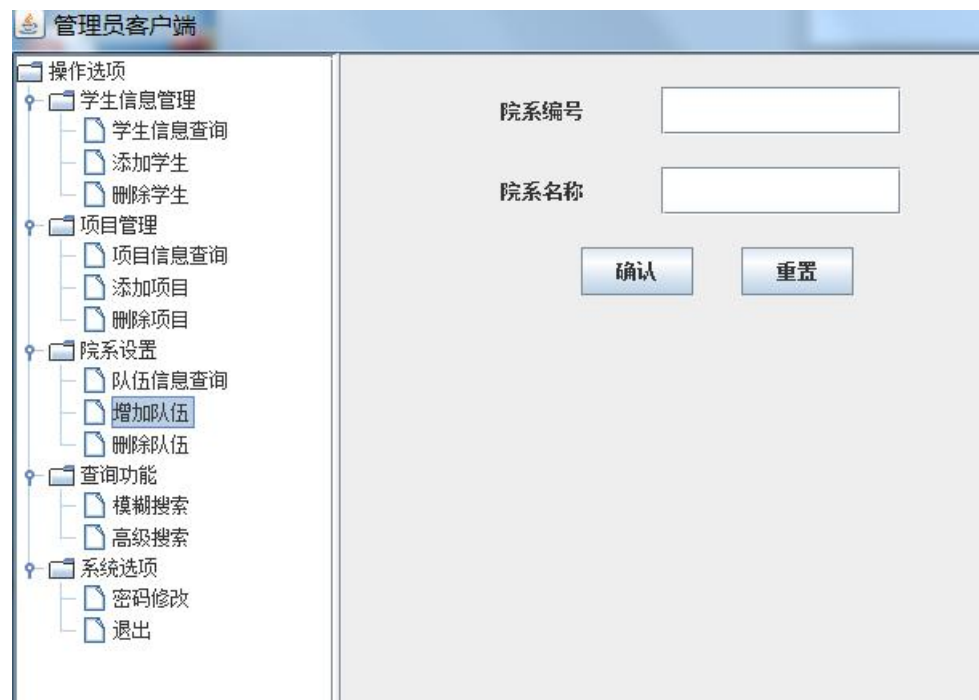 管理员客户端
操作选项
学生信息管理
学生信息查询
添加学生
删除学生
项目管理
项目信息查询
添加项目
删除项目
院系设置
队伍信息查询
增加队伍
删除队伍
查询功能
模糊搜索
高级搜索
系统选项
密码修改
退出
院系编号
院系名称
确认 重置